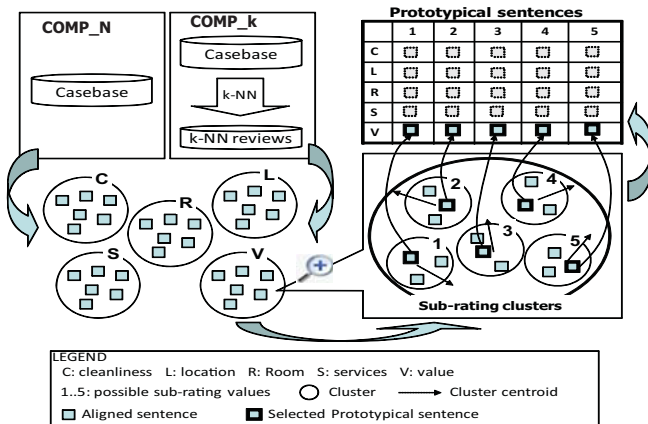 COMP_N
Casebase
COMP_k
Casebase
k-NN
k-NN reviews
Prototypical sentences
1 2 3 4 5
C
L
R
S
V
C
L
R
S
V
2
4
3
1
5
Sub-rating clusters
LEGEND
C: cleanliness L: location R: Room S: services V: value
1..5: possible sub-rating values Cluster Cluster centroid
Aligned sentence Selected Prototypical sentence